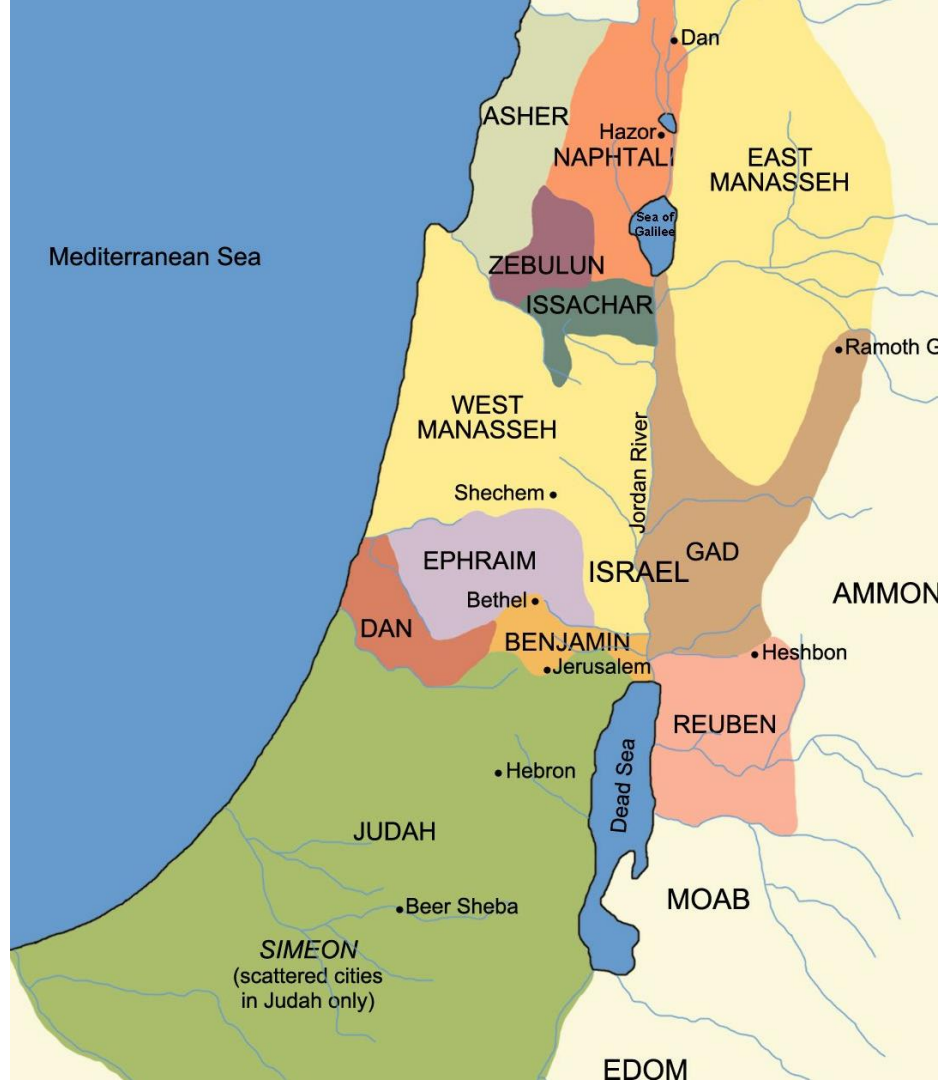 Dan
ASHER
Hazor
NAPHTALI
EAST
MANASSEH
Sea of
Galilee
Mediterranean Sea
ZEBULUN
ISSACHAR
Ramoth G
WEST
MANASSEH
Jordan River
Shechem
EPHRAIM
GAD
ISRAEL
AMMON
Bethel
DAN
BENJAMIN
Heshbon
Jerusalem
REUBEN
Hebron
Dead Sea
JUDAH
MOAB
Beer Sheba
SIMEON
(scattered cities
in Judah only)
EDOM